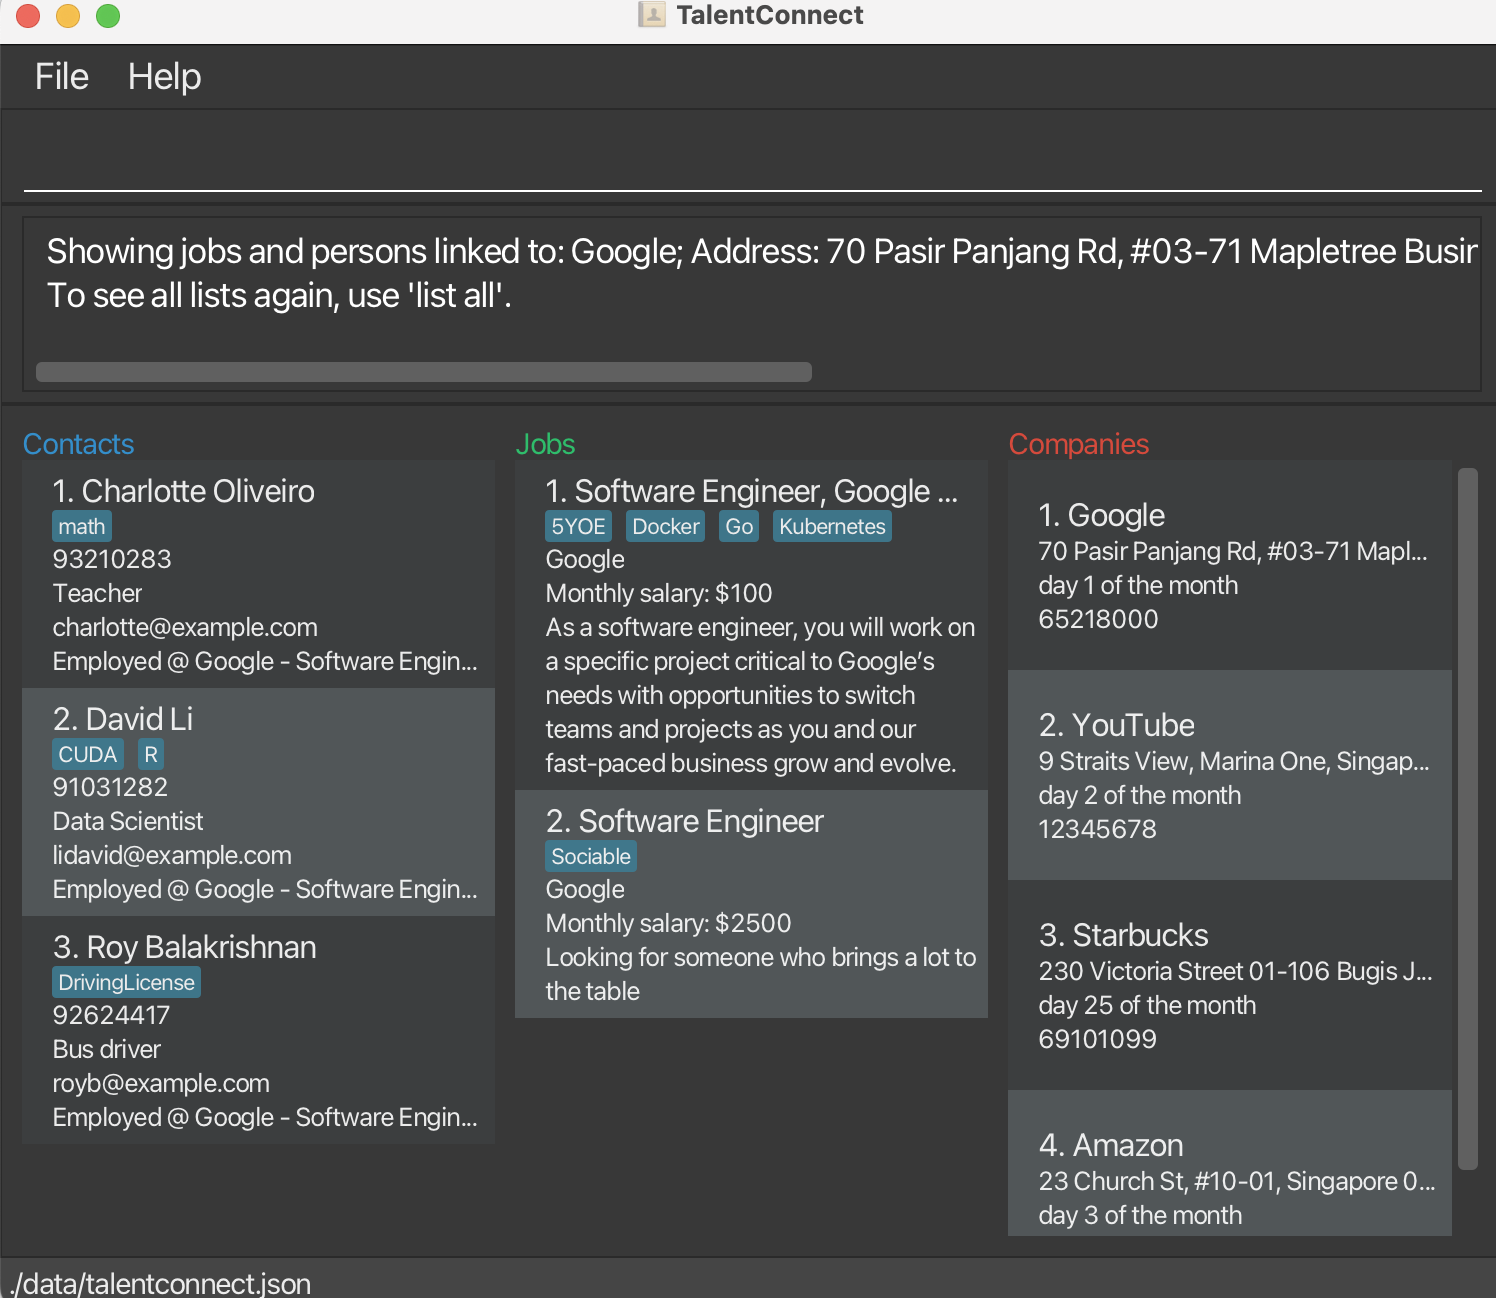 TalentConnect
File Help
Showing jobs and persons linked to: Google; Address: 70 Pasir Panjang Rd, #03-71 Mapletree Busir
To see all lists again, use 'list all'.
Contacts
1. Charlotte Oliveiro
math
93210283
Teacher
charlotte@example.com
Employed @ Google - Software Engin...
2. David Li
CUDA R
91031282
Data Scientist
lidavid@example.com
Employed @ Google - Software Engin...
3. Roy Balakrishnan
DrivingLicense
92624417
Bus driver
royb@example.com
Employed @ Google - Software Engin...
Jobs
1. Software Engineer, Google ...
5YOE Docker Go Kubernetes
Google
Monthly salary: $100
As a software engineer, you will work on
a specific project critical to Google’s
needs with opportunities to switch
teams and projects as you and our
fast-paced business grow and evolve.
2. Software Engineer
Sociable
Google
Monthly salary: $2500
Looking for someone who brings a lot to
the table
Companies
1. Google
70 Pasir Panjang Rd, #03-71 Mapl...
day 1 of the month
65218000
2. YouTube
9 Straits View, Marina One, Singap...
day 2 of the month
12345678
3. Starbucks
230 Victoria Street 01-106 Bugis J...
day 25 of the month
69101099
4. Amazon
23 Church St, #10-01, Singapore 0...
day 3 of the month
./data/talentconnect.json